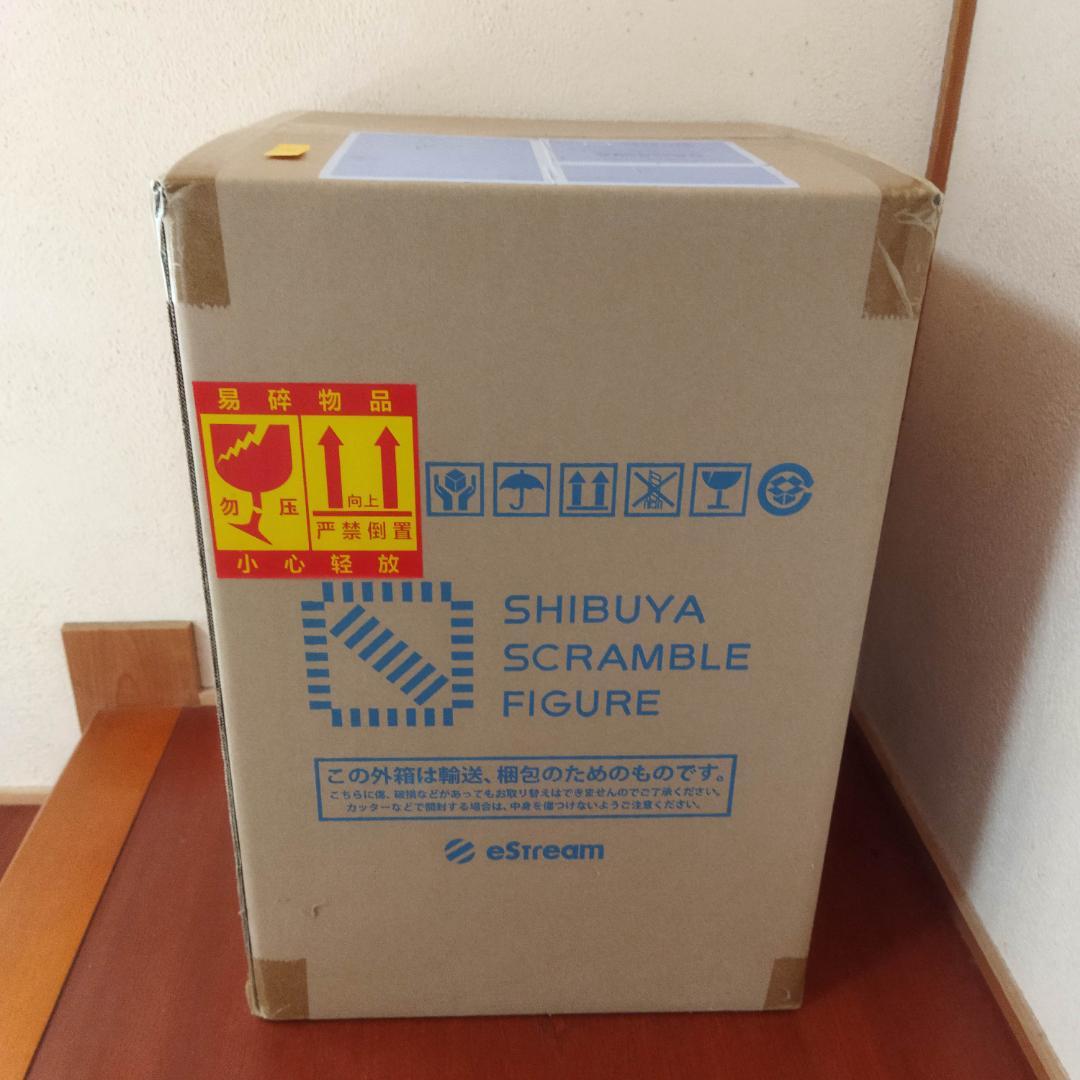 易碎物品
勿压
向上
严禁倒置
小心轻放
SHIBUYA
SCRAMBLE
FIGURE
この外箱は輸送、梱包のためのものです。
こちらに傷、破損などがあってもお取り替えはできませんのでご了承ください。
カッターなどで開封する場合は、中身を傷つけないようご注意ください。
eStream